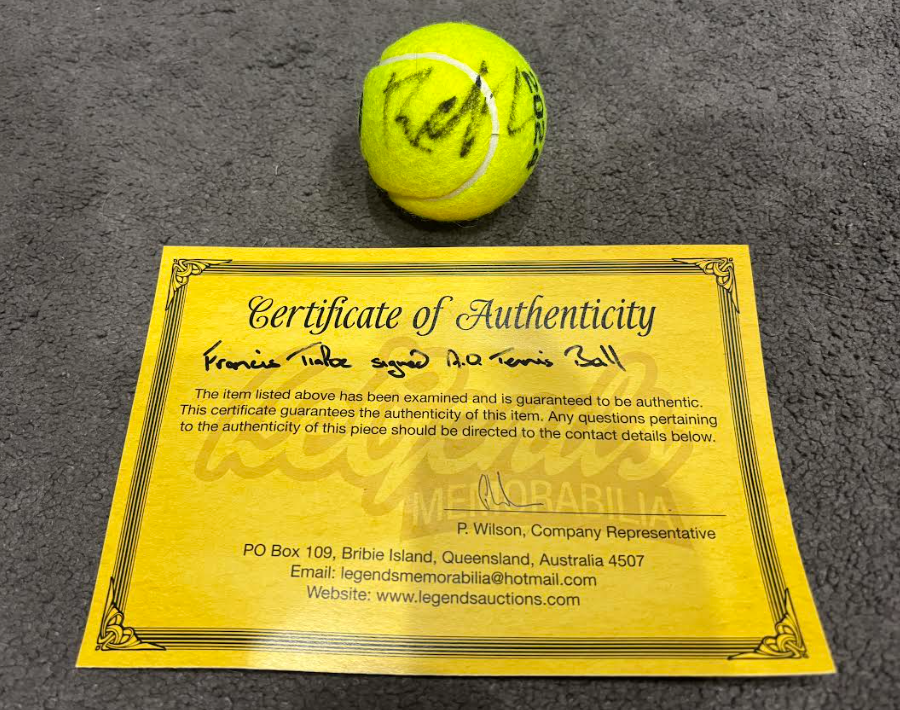 Certificate of Authenticity
Francis Tiafoe signed A.O Tennis Ball
The item listed above has been examined and is guaranteed to be authentic.
This certificate guarantees the authenticity of this item. Any questions pertaining
to the authenticity of this piece should be directed to the contact details below.
Legends
MEMORABILIA
P. Wilson, Company Representative
PO Box 109, Bribie Island, Queensland, Australia 4507
Email: legendsmemorabilia@hotmail.com
Website: www.legendsauctions.com